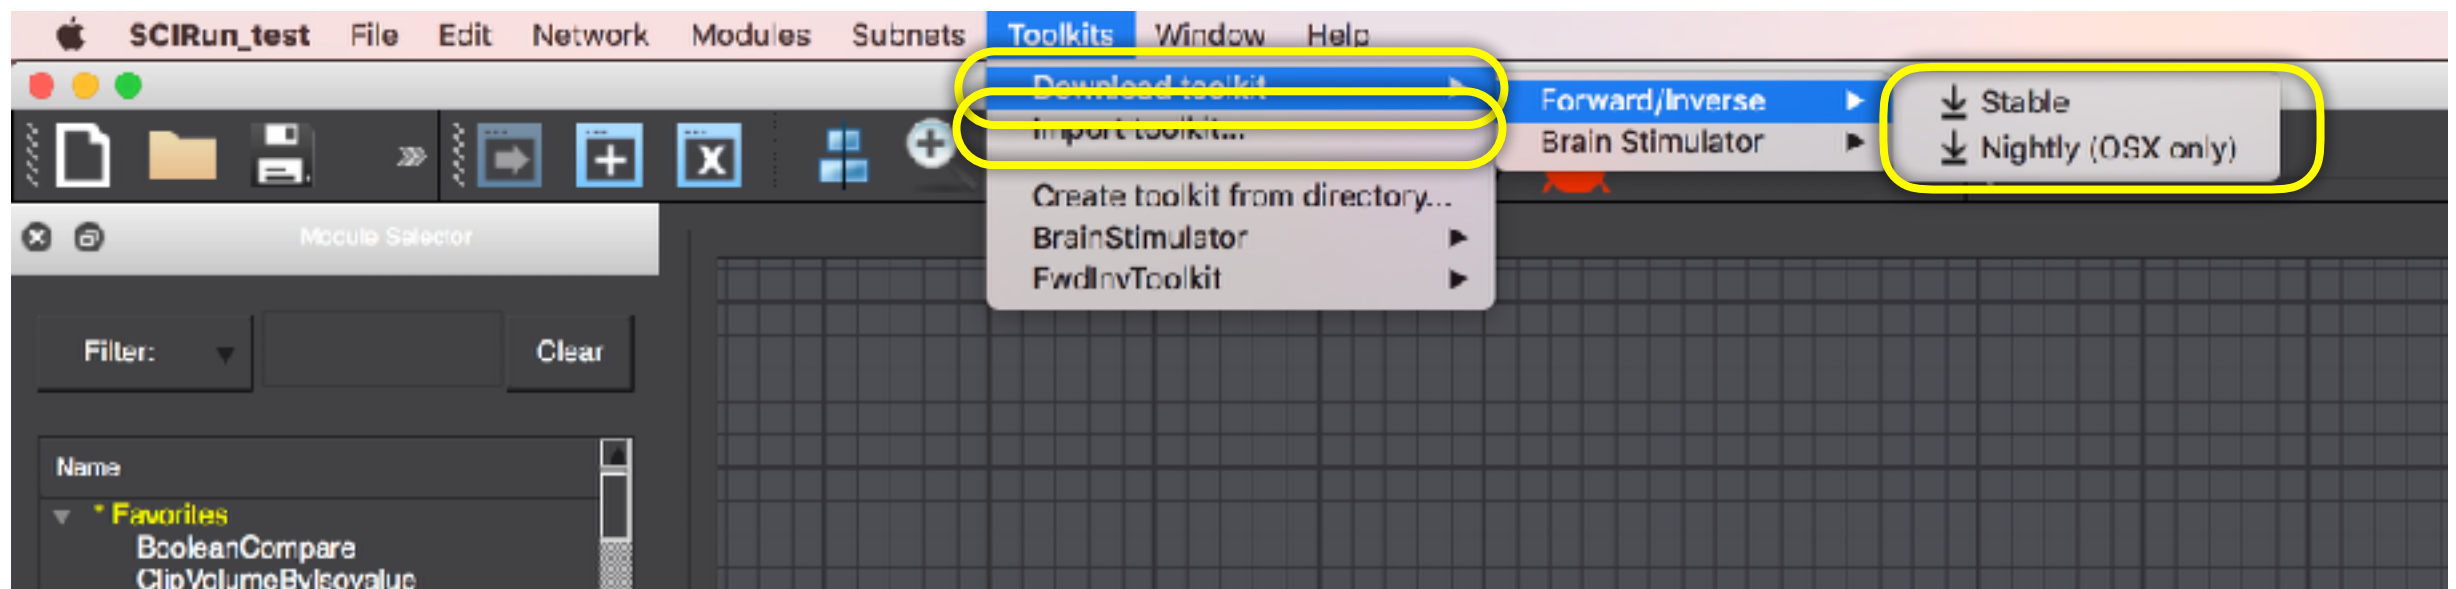 SCIRun_test File Edit Network Modules Subnets Toolkits Window Help
Download toolkit
Import toolkit...
Create toolkit from directory...
BrainStimulator
FwdInvToolkit
Forward/Inverse
Brain Stimulator
Stable
Nightly (OSX only)
Module Selector
Filter: Clear
Name
* Favorites
BooleanCompare
ClipVolumeByIsovalue